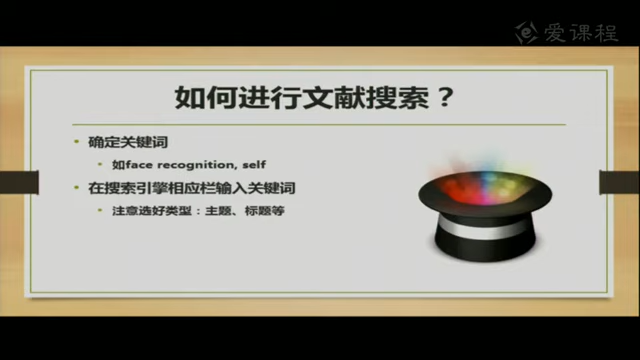 爱课程
如何进行文献搜索？
确定关键词
如face recognition, self
在搜索引擎相应栏输入关键词
注意选好类型：主题、标题等